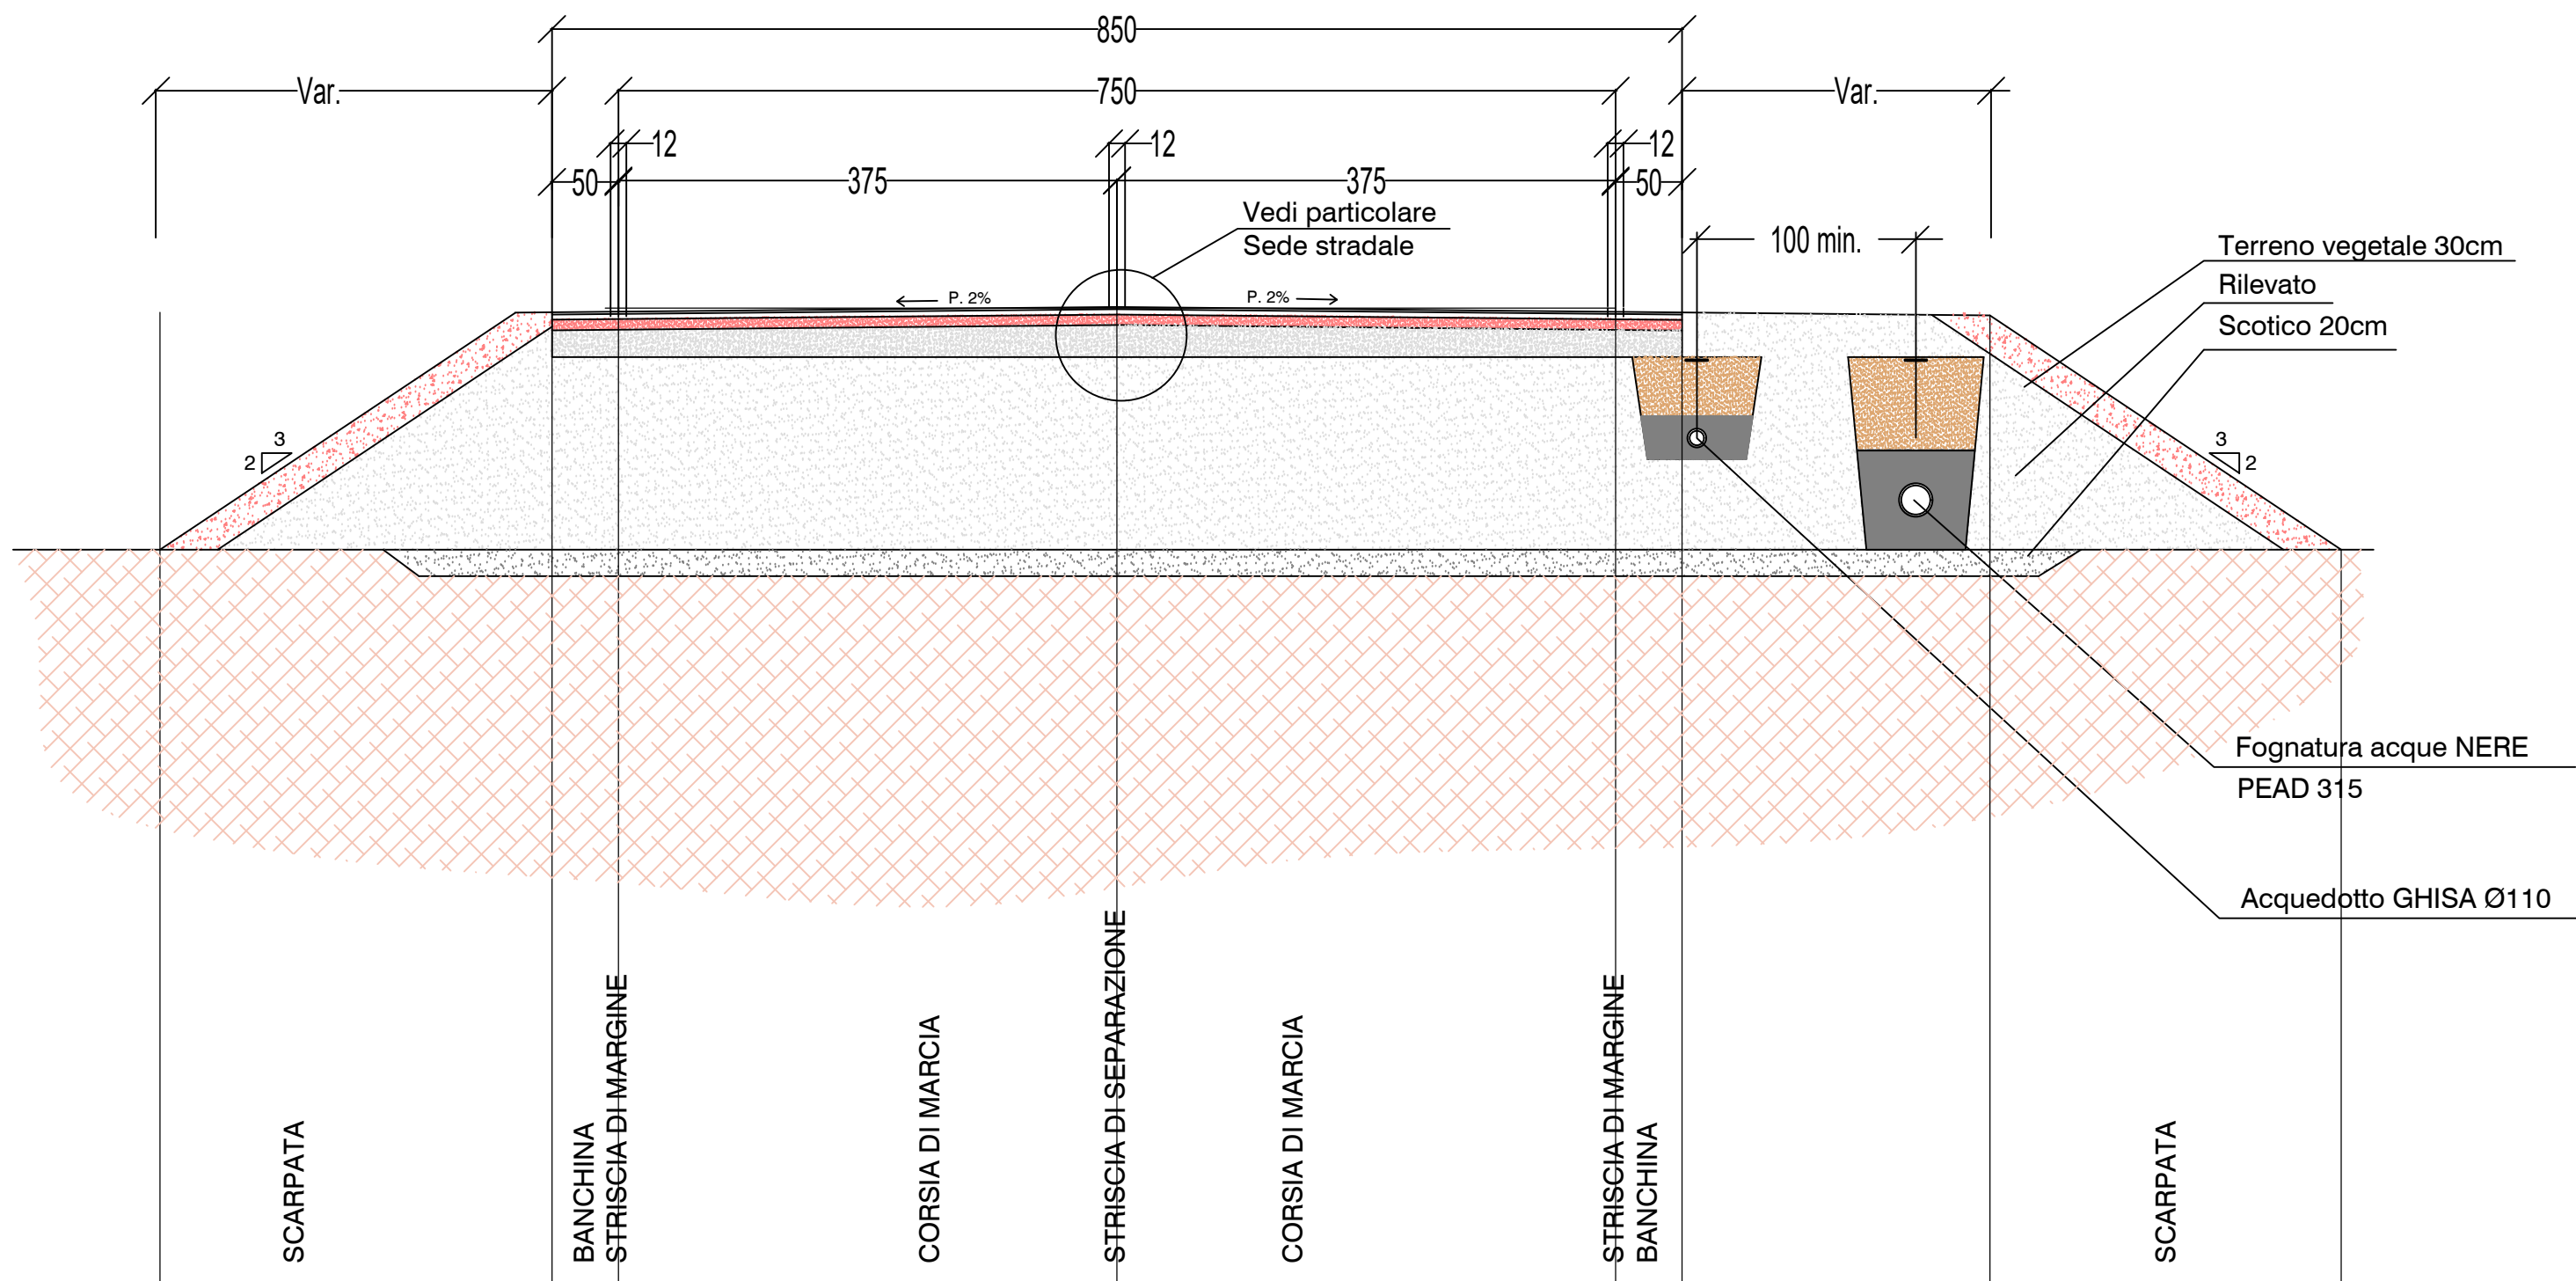 850
Var.
750
Var.
12
12
12
50
375
375
50
Vedi particolare
Sede stradale
100 min.
Terreno vegetale 30cm
Rilevato
Scotico 20cm
P. 2%
P. 2%
3
2
3
2
Fognatura acque NERE
PEAD 315
Acquedotto GHISA Ø110
SCARPATA
BANCHINA
STRISCIA DI MARGINE
CORSIA DI MARCIA
STRISCIA DI SEPARAZIONE
CORSIA DI MARCIA
STRISCIA DI MARGINE
BANCHINA
SCARPATA